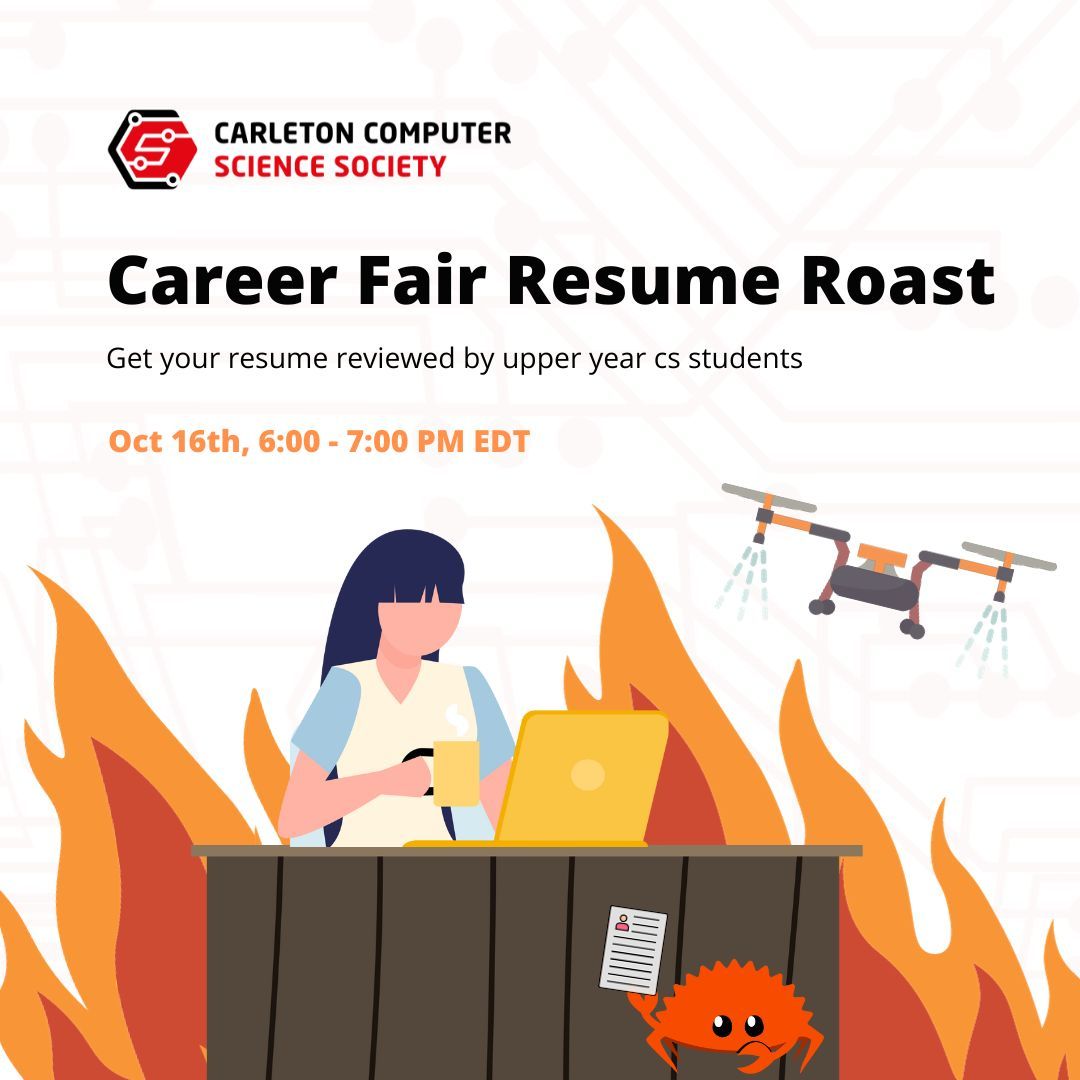 CARLETON COMPUTER
SCIENCE SOCIETY
Career Fair Resume Roast
Get your resume reviewed by upper year cs students
Oct 16th, 6:00 - 7:00 PM EDT